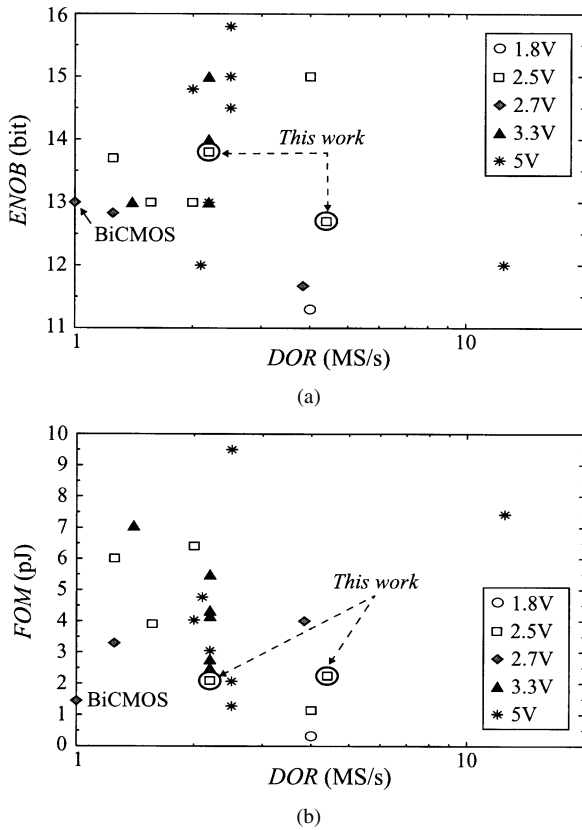 16
15
14
13
12
11
ENOB (bit)
1.8V
2.5V
2.7V
3.3V
5V
This work
BiCMOS
1
10
DOR (MS/s)
(a)
10
9
8
7
6
5
4
3
2
1
0
FOM (pJ)
This work
BiCMOS
1.8V
2.5V
2.7V
3.3V
5V
1
10
DOR (MS/s)
(b)